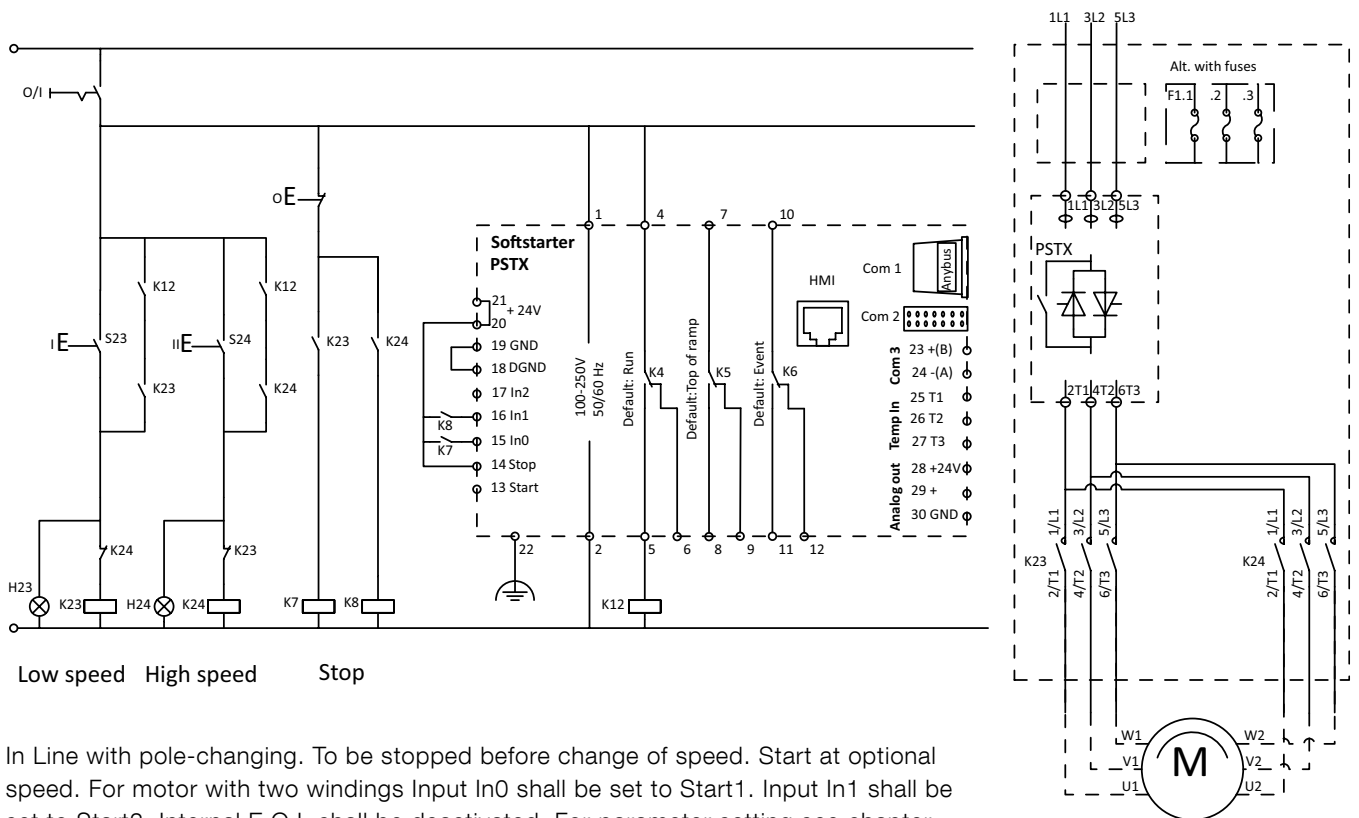 1L1 3L2 5L3
O/I
Alt. with fuses
F1.1 .2 .3
OE
1 4 7 10
1L1 3L2 5L3
Softstarter
PSTX
21
+ 24V
20
19 GND
18 DGND
17 In2
16 In1
K8
15 In0
K7
14 Stop
13 Start
100-250V
50/60 Hz
Default: Run
K4
Default:Top of ramp
K5
Default: Event
K6
HMI
Com 1
Anybus
Com 2
Com 3
23 +(B)
24 -(A)
Temp In
25 T1
26 T2
27 T3
Analog out
28 +24V
29 +
30 GND
22 2 5 6 8 9 11 12
PSTX
2T1 4T2 6T3
K12 K12
I E S23 II E S24 K23 K24
K23 K24
K24 K23
H23 K23 H24 K24 K7 K8 K12
Low speed High speed Stop
1/L1 3/L2 5/L3
K23
2/T1 4/T2 6/T3
1/L1 3/L2 5/L3
K24
2/T1 4/T2 6/T3
W1 W2
V1 M V2
U1 U2
In Line with pole-changing. To be stopped before change of speed. Start at optional
speed. For motor with two windings Input In0 shall be set to Start1. Input In1 shall be